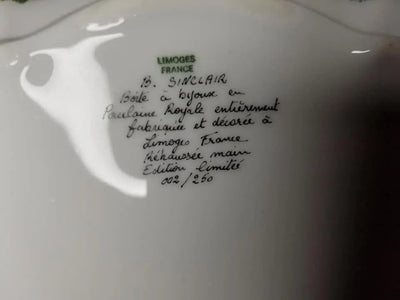 LIMOGES
FRANCE
B. SINCLAIR
Boîte à bijoux en
Porcelaine Royale entièrement
fabriquée et décorée à
Limoges France
Réhaussée main
Edition limitée
002/250